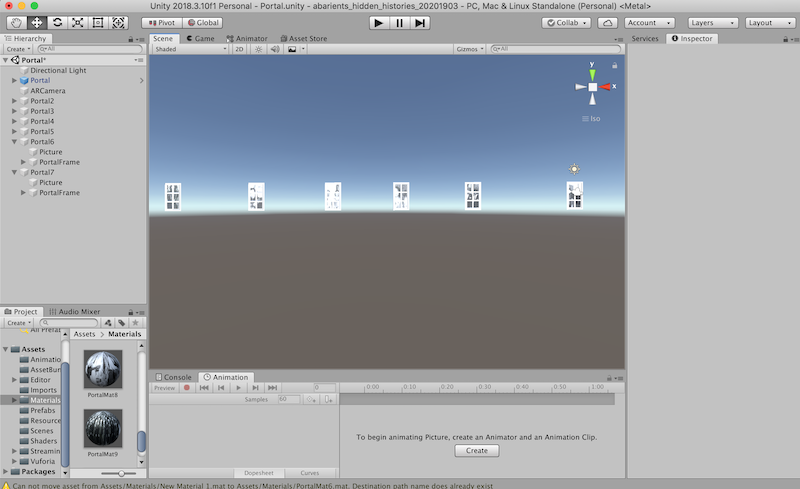 Unity 2018.3.10f1 Personal - Portal.unity - abarients_hidden_histories_20201903 - PC, Mac & Linux Standalone (Personal) <Metal>
Pivot Global Collab Account Layers Layout
Hierarchy Scene Game Animator Asset Store Services Inspector
Create All Shaded 2D Gizmos All
Portal*
Directional Light
Portal
ARCamera
Portal2
Portal3
Portal4
Portal5
Portal6
Picture
PortalFrame
Portal7
Picture
PortalFrame
y
x
Iso
Project Audio Mixer
Create
All Prefa
Assets
Animatio
AssetBun
Editor
Imports
Materials
Prefabs
Resource
Scenes
Shaders
Streamin
Vuforia
Packages
Assets Materials
PortalMat8
PortalMat9
Console Animation
Preview 0 0:00 0:10 0:20 0:30 0:40 0:50 1:00
Samples 60
To begin animating Picture, create an Animator and an Animation Clip.
Create
Dopesheet Curves
Can not move asset from Assets/Materials/New Material 1.mat to Assets/Materials/PortalMat6.mat. Destination path name does already exist